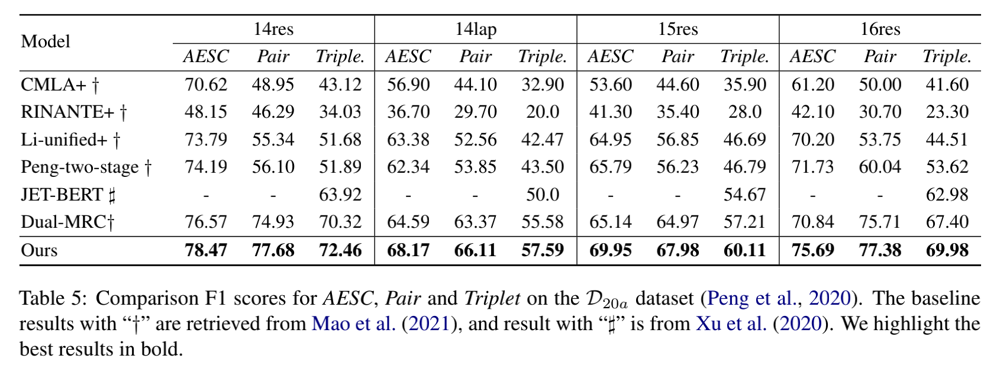 Model 14res 14lap 15res 16res
AESC Pair Triple. AESC Pair Triple. AESC Pair Triple. AESC Pair Triple.
CMLA+ † 70.62 48.95 43.12 56.90 44.10 32.90 53.60 44.60 35.90 61.20 50.00 41.60
RINANTE+ † 48.15 46.29 34.03 36.70 29.70 20.0 41.30 35.40 28.0 42.10 30.70 23.30
Li-unified+ † 73.79 55.34 51.68 63.38 52.56 42.47 64.95 56.85 46.69 70.20 53.75 44.51
Peng-two-stage † 74.19 56.10 51.89 62.34 53.85 43.50 65.79 56.23 46.79 71.73 60.04 53.62
JET-BERT ♯ - - 63.92 - - 50.0 - - 54.67 - - 62.98
Dual-MRC† 76.57 74.93 70.32 64.59 63.37 55.58 65.14 64.97 57.21 70.84 75.71 67.40
Ours 78.47 77.68 72.46 68.17 66.11 57.59 69.95 67.98 60.11 75.69 77.38 69.98
Table 5: Comparison F1 scores for AESC, Pair and Triplet on the D20a dataset (Peng et al., 2020). The baseline
results with “†” are retrieved from Mao et al. (2021), and result with “♯” is from Xu et al. (2020). We highlight the
best results in bold.